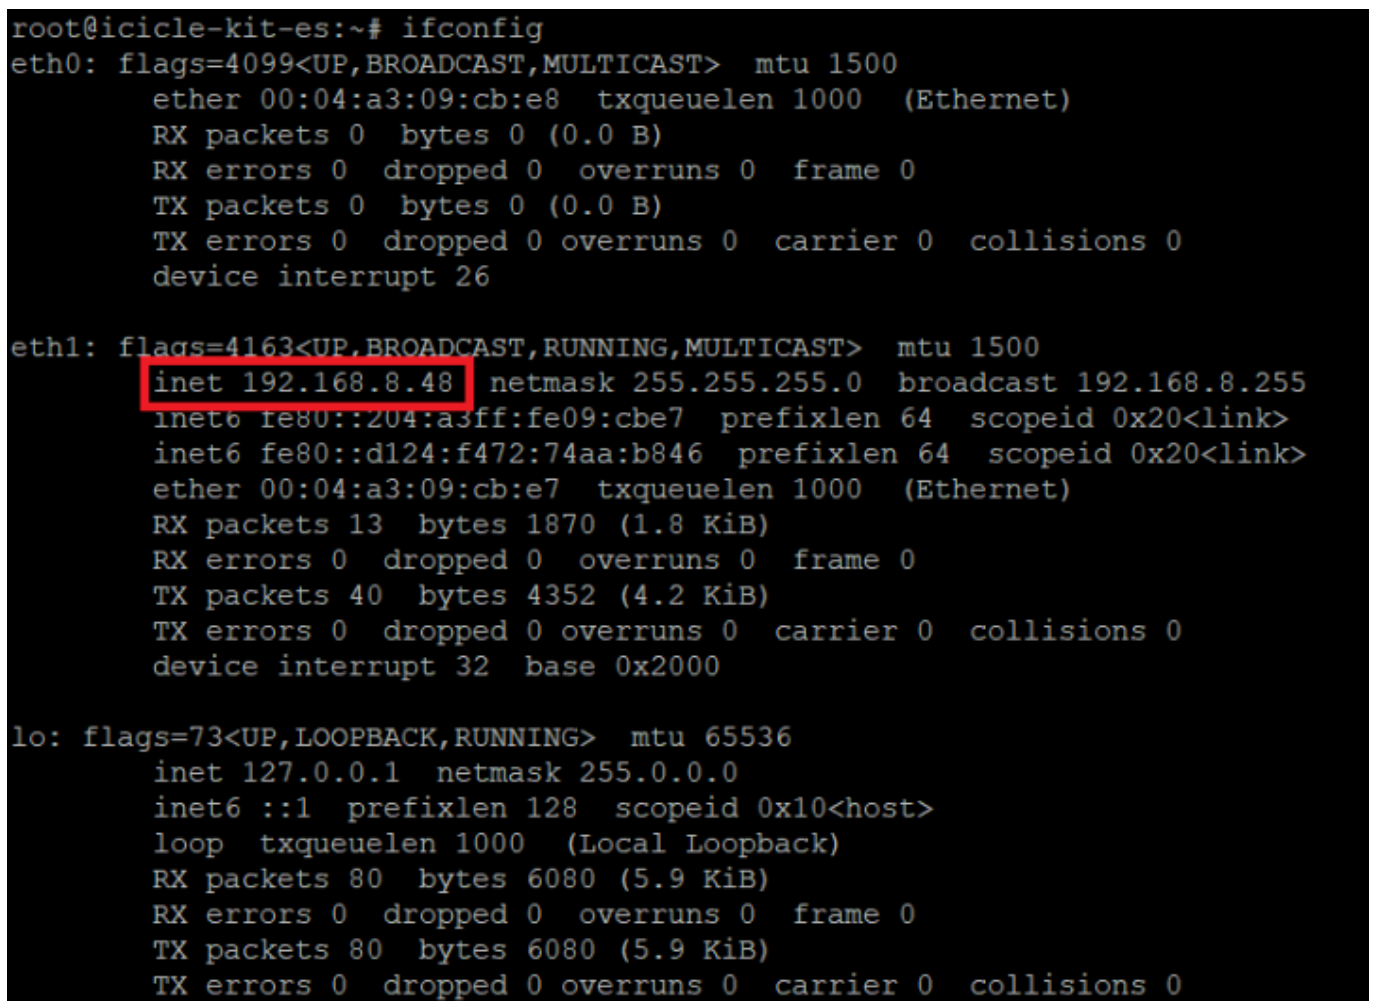 root@icicle-kit-es:~# ifconfig
eth0: flags=4099<UP,BROADCAST,MULTICAST>  mtu 1500
        ether 00:04:a3:09:cb:e8  txqueuelen 1000  (Ethernet)
        RX packets 0  bytes 0 (0.0 B)
        RX errors 0  dropped 0  overruns 0  frame 0
        TX packets 0  bytes 0 (0.0 B)
        TX errors 0  dropped 0 overruns 0  carrier 0  collisions 0
        device interrupt 26

eth1: flags=4163<UP,BROADCAST,RUNNING,MULTICAST>  mtu 1500
        inet 192.168.8.48  netmask 255.255.255.0  broadcast 192.168.8.255
        inet6 fe80::204:a3ff:fe09:cbe7  prefixlen 64  scopeid 0x20<link>
        inet6 fe80::d124:f472:74aa:b846  prefixlen 64  scopeid 0x20<link>
        ether 00:04:a3:09:cb:e7  txqueuelen 1000  (Ethernet)
        RX packets 13  bytes 1870 (1.8 KiB)
        RX errors 0  dropped 0  overruns 0  frame 0
        TX packets 40  bytes 4352 (4.2 KiB)
        TX errors 0  dropped 0 overruns 0  carrier 0  collisions 0
        device interrupt 32  base 0x2000

lo: flags=73<UP,LOOPBACK,RUNNING>  mtu 65536
        inet 127.0.0.1  netmask 255.0.0.0
        inet6 ::1  prefixlen 128  scopeid 0x10<host>
        loop  txqueuelen 1000  (Local Loopback)
        RX packets 80  bytes 6080 (5.9 KiB)
        RX errors 0  dropped 0  overruns 0  frame 0
        TX packets 80  bytes 6080 (5.9 KiB)
        TX errors 0  dropped 0 overruns 0  carrier 0  collisions 0